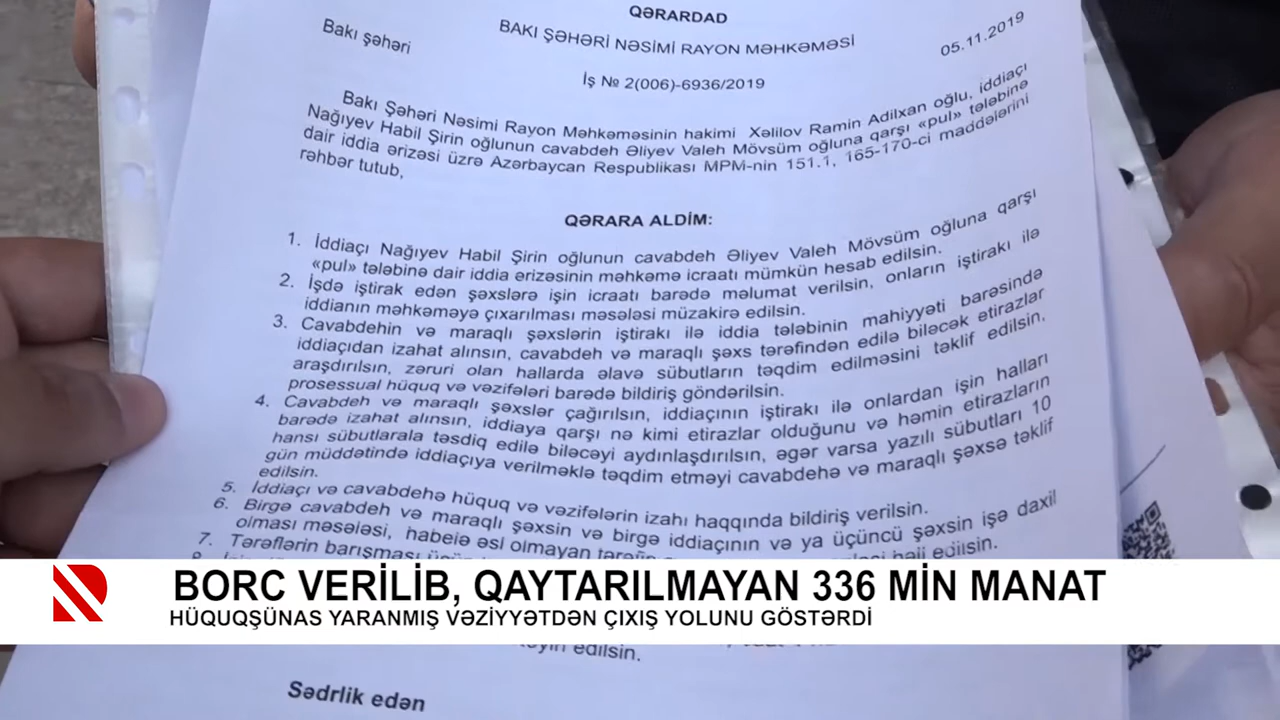 QƏRARDAD
BAKI ŞƏHƏRİ NƏSİMİ RAYON MƏHKƏMƏSİ
Bakı şəhəri
05.11.2019
İş № 2(006)-6936/2019
Bakı Şəhəri Nəsimi Rayon Məhkəməsinin hakimi Xəlilov Ramin Adilxan oğlu, iddiaçı
Nağıyev Habil Şirin oğlunun cavabdeh Əliyev Valeh Mövsüm oğluna qarşı «pul» tələbinə
dair iddia ərizəsi üzrə Azərbaycan Respublikası MPM-nin 151.1, 165-170-ci maddələrini
rəhbər tutub,
QƏRARA ALDİM:
1. İddiaçı Nağıyev Habil Şirin oğlunun cavabdeh Əliyev Valeh Mövsüm oğluna qarşı
«pul» tələbinə dair iddia ərizəsinin məhkəmə icraatı mümkün hesab edilsin.
2. İşdə iştirak edən şəxslərə işin icraatı barədə məlumat verilsin, onların iştirakı ilə
iddianın məhkəməyə çıxarılması məsələsi müzakirə edilsin.
3. Cavabdehin və maraqlı şəxslərin iştirakı ilə iddia tələbinin mahiyyəti barəsində
iddiaçıdan izahat alınsın, cavabdeh və maraqlı şəxs tərəfindən edilə biləcək etirazlar
araşdırılsın, zəruri olan hallarda əlavə sübutların təqdim edilməsini təklif edilsin.
prosessual hüquq və vəzifələri barədə bildiriş göndərilsin.
4. Cavabdeh və maraqlı şəxslər çağırılsın, iddiaçının iştirakı ilə onlardan işin halları
barədə izahat alınsın, iddiaya qarşı nə kimi etirazlar olduğunu və həmin etirazların
hansı sübutlarala təsdiq edilə biləcəyi aydınlaşdırılsın, əgər varsa yazılı sübutları 10
gün müddətində iddiaçıya verilməklə təqdim etməyi cavabdehə və maraqlı şəxsə təklif
edilsin.
5. İddiaçı və cavabdehə hüquq və vəzifələrin izahı haqqında bildiriş verilsin.
6. Birgə cavabdeh və maraqlı şəxsin və birgə iddiaçının və ya üçüncü şəxsin işə daxil
olması məsələsi, habelə əsl olmayan
həll edilsin.
7. Tərəflərin barışması
BORC VERİLİB, QAYTARILMAYAN 336 MİN MANAT
HÜQUQŞÜNAS YARANMIŞ VƏZİYYƏTDƏN ÇIXIŞ YOLUNU GÖSTƏRDİ
edilsin.
Sədrlik edən